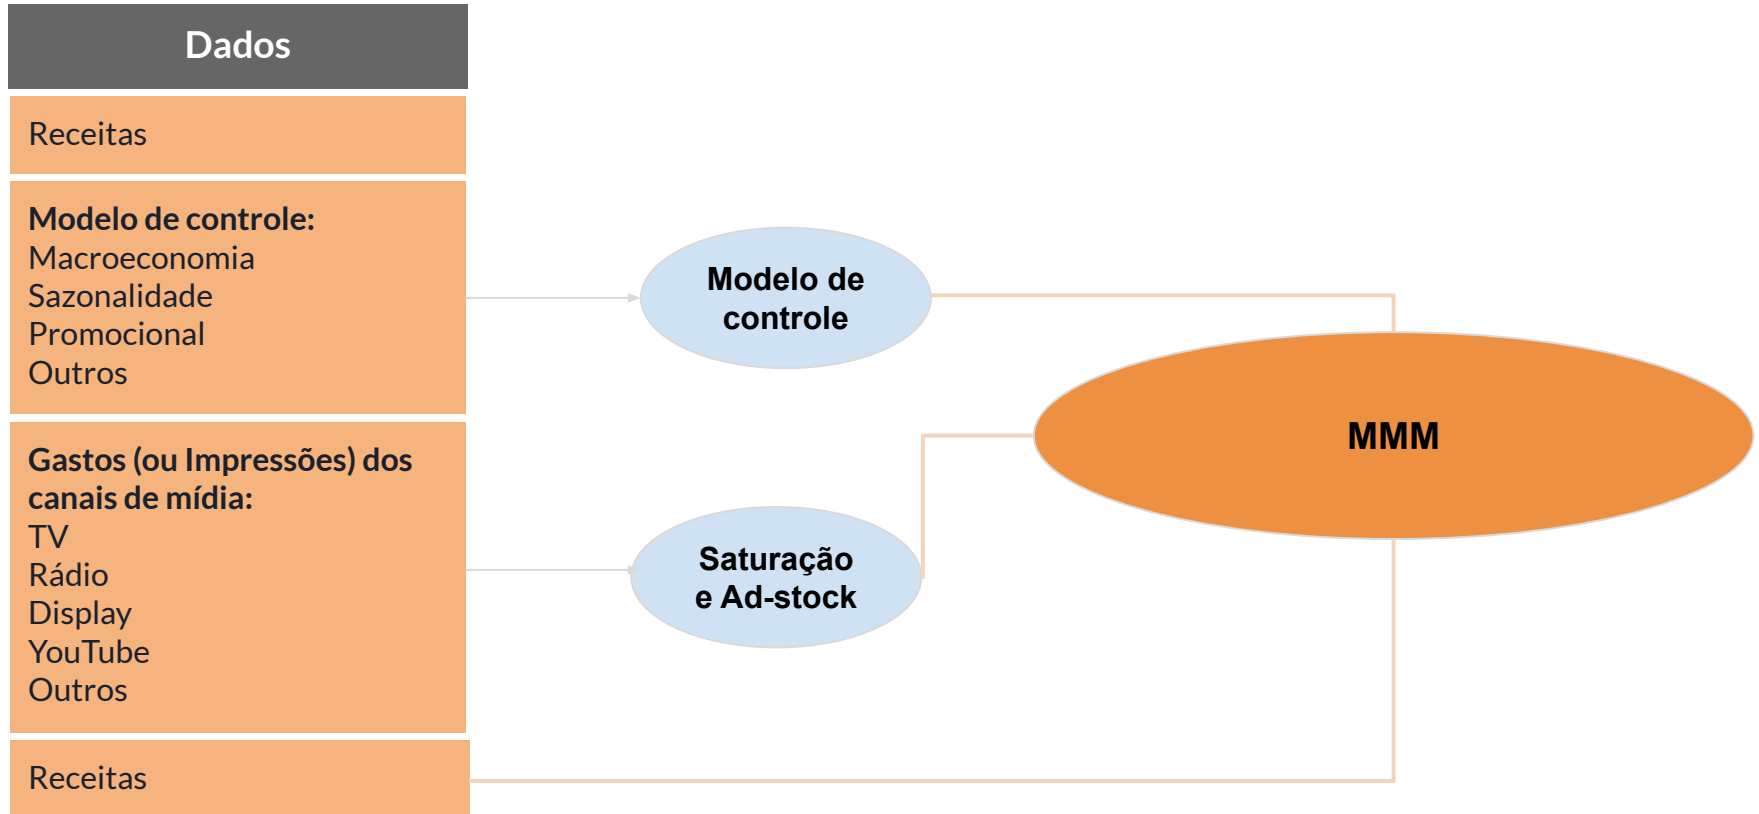 Dados
Receitas
Modelo de controle:
Macroeconomia
Sazonalidade
Promocional
Outros
Gastos (ou Impressões) dos
canais de mídia:
TV
Rádio
Display
YouTube
Outros
Receitas
Modelo de
controle
Saturação
e Ad-stock
MMM